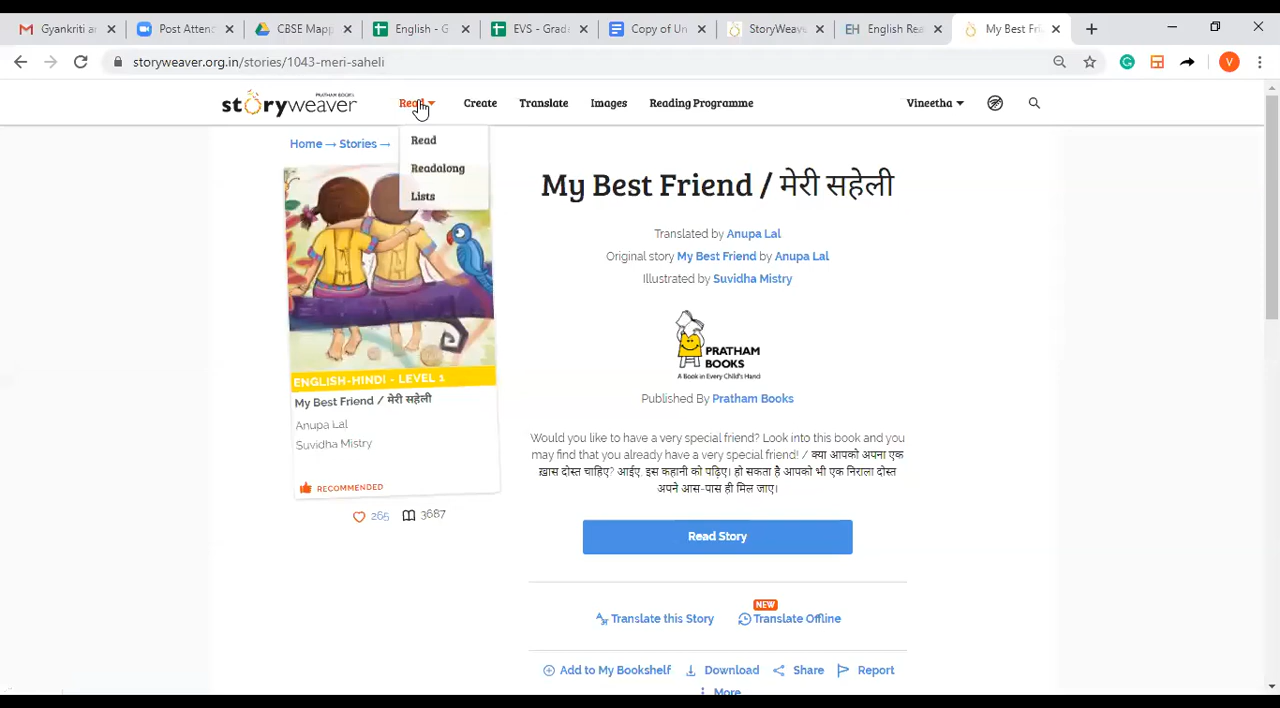 Gyankriti an
Post Atten
CBSE Mapp
English - G
EVS - Grade
Copy of Un
StoryWeav
EH English Rea
My Best Fri
storyweaver.org.in/stories/1043-meri-saheli
V
PRATHAM BOOKS
storyweaver
Read
Create
Translate
Images
Reading Programme
Vineetha
Read
Readalong
Lists
Home → Stories →
ENGLISH-HINDI - LEVEL 1
My Best Friend / मेरी सहेली
Anupa Lal
Suvidha Mistry
RECOMMENDED
265 3687
My Best Friend / मेरी सहेली
Translated by Anupa Lal
Original story My Best Friend by Anupa Lal
Illustrated by Suvidha Mistry
PRATHAM
BOOKS
A Book in Every Child's Hand
Published By Pratham Books
Would you like to have a very special friend? Look into this book and you
may find that you already have a very special friend! / क्या आपको अपना एक
ख़ास दोस्त चाहिए? आईए, इस कहानी को पढ़िए। हो सकता है आपको भी एक निराला दोस्त
अपने आस-पास ही मिल जाए।
Read Story
Translate this Story
NEW
Translate Offline
Add to My Bookshelf
Download
Share
Report
More